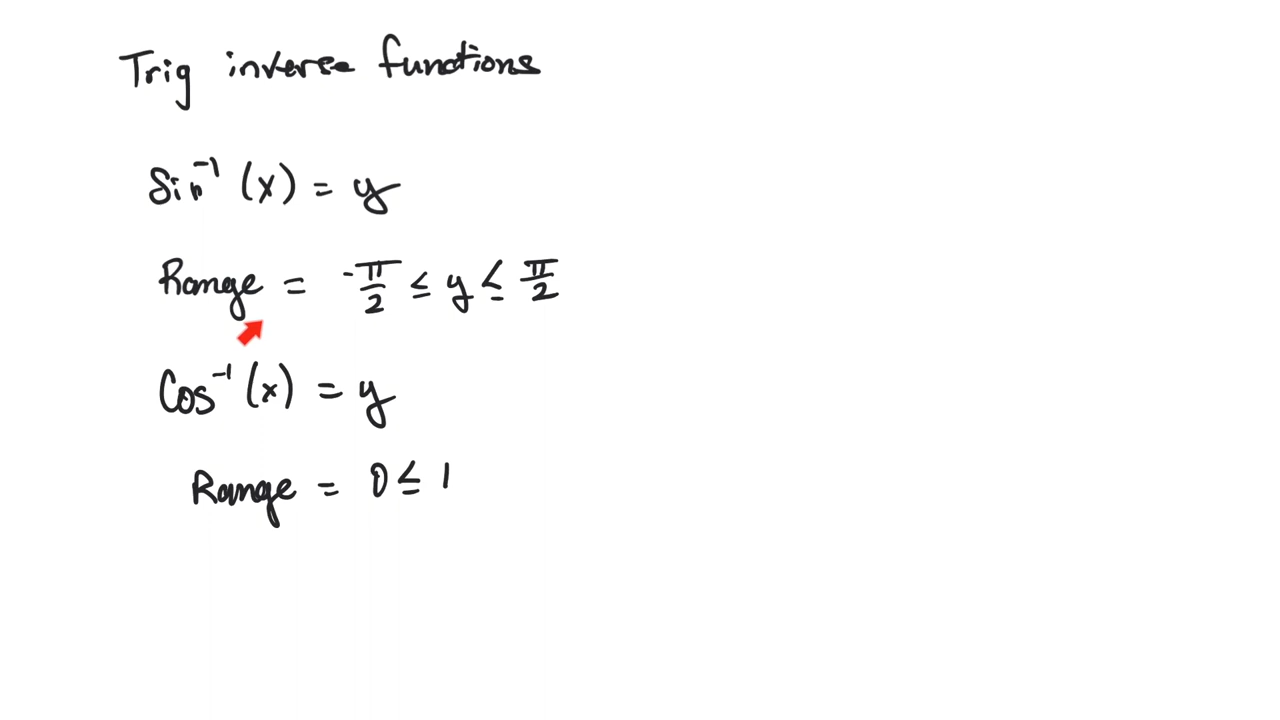 Trig inverse functions
Sin⁻¹ (x) = y
Range = -π/2 ≤ y ≤ π/2
Cos⁻¹ (x) = y
Range = 0 ≤ 1